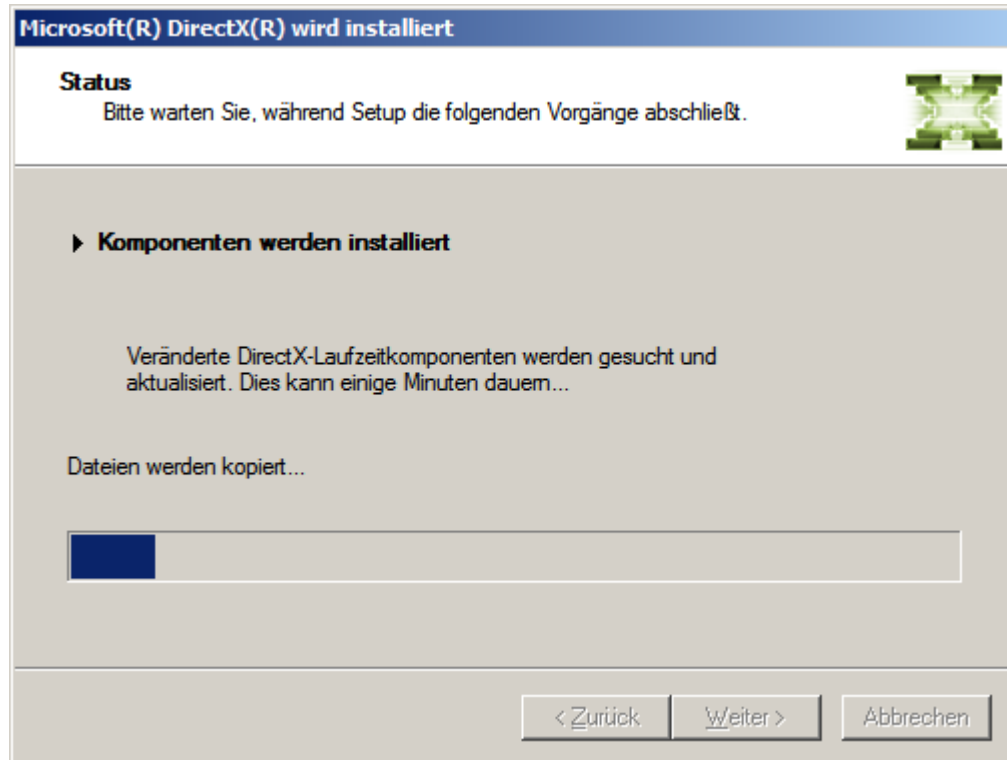 Microsoft(R) DirectX(R) wird installiert
Status
Bitte warten Sie, während Setup die folgenden Vorgänge abschließt.
Komponenten werden installiert
Veränderte DirectX-Laufzeitkomponenten werden gesucht und
aktualisiert. Dies kann einige Minuten dauern...
Dateien werden kopiert...
< Zurück Weiter > Abbrechen